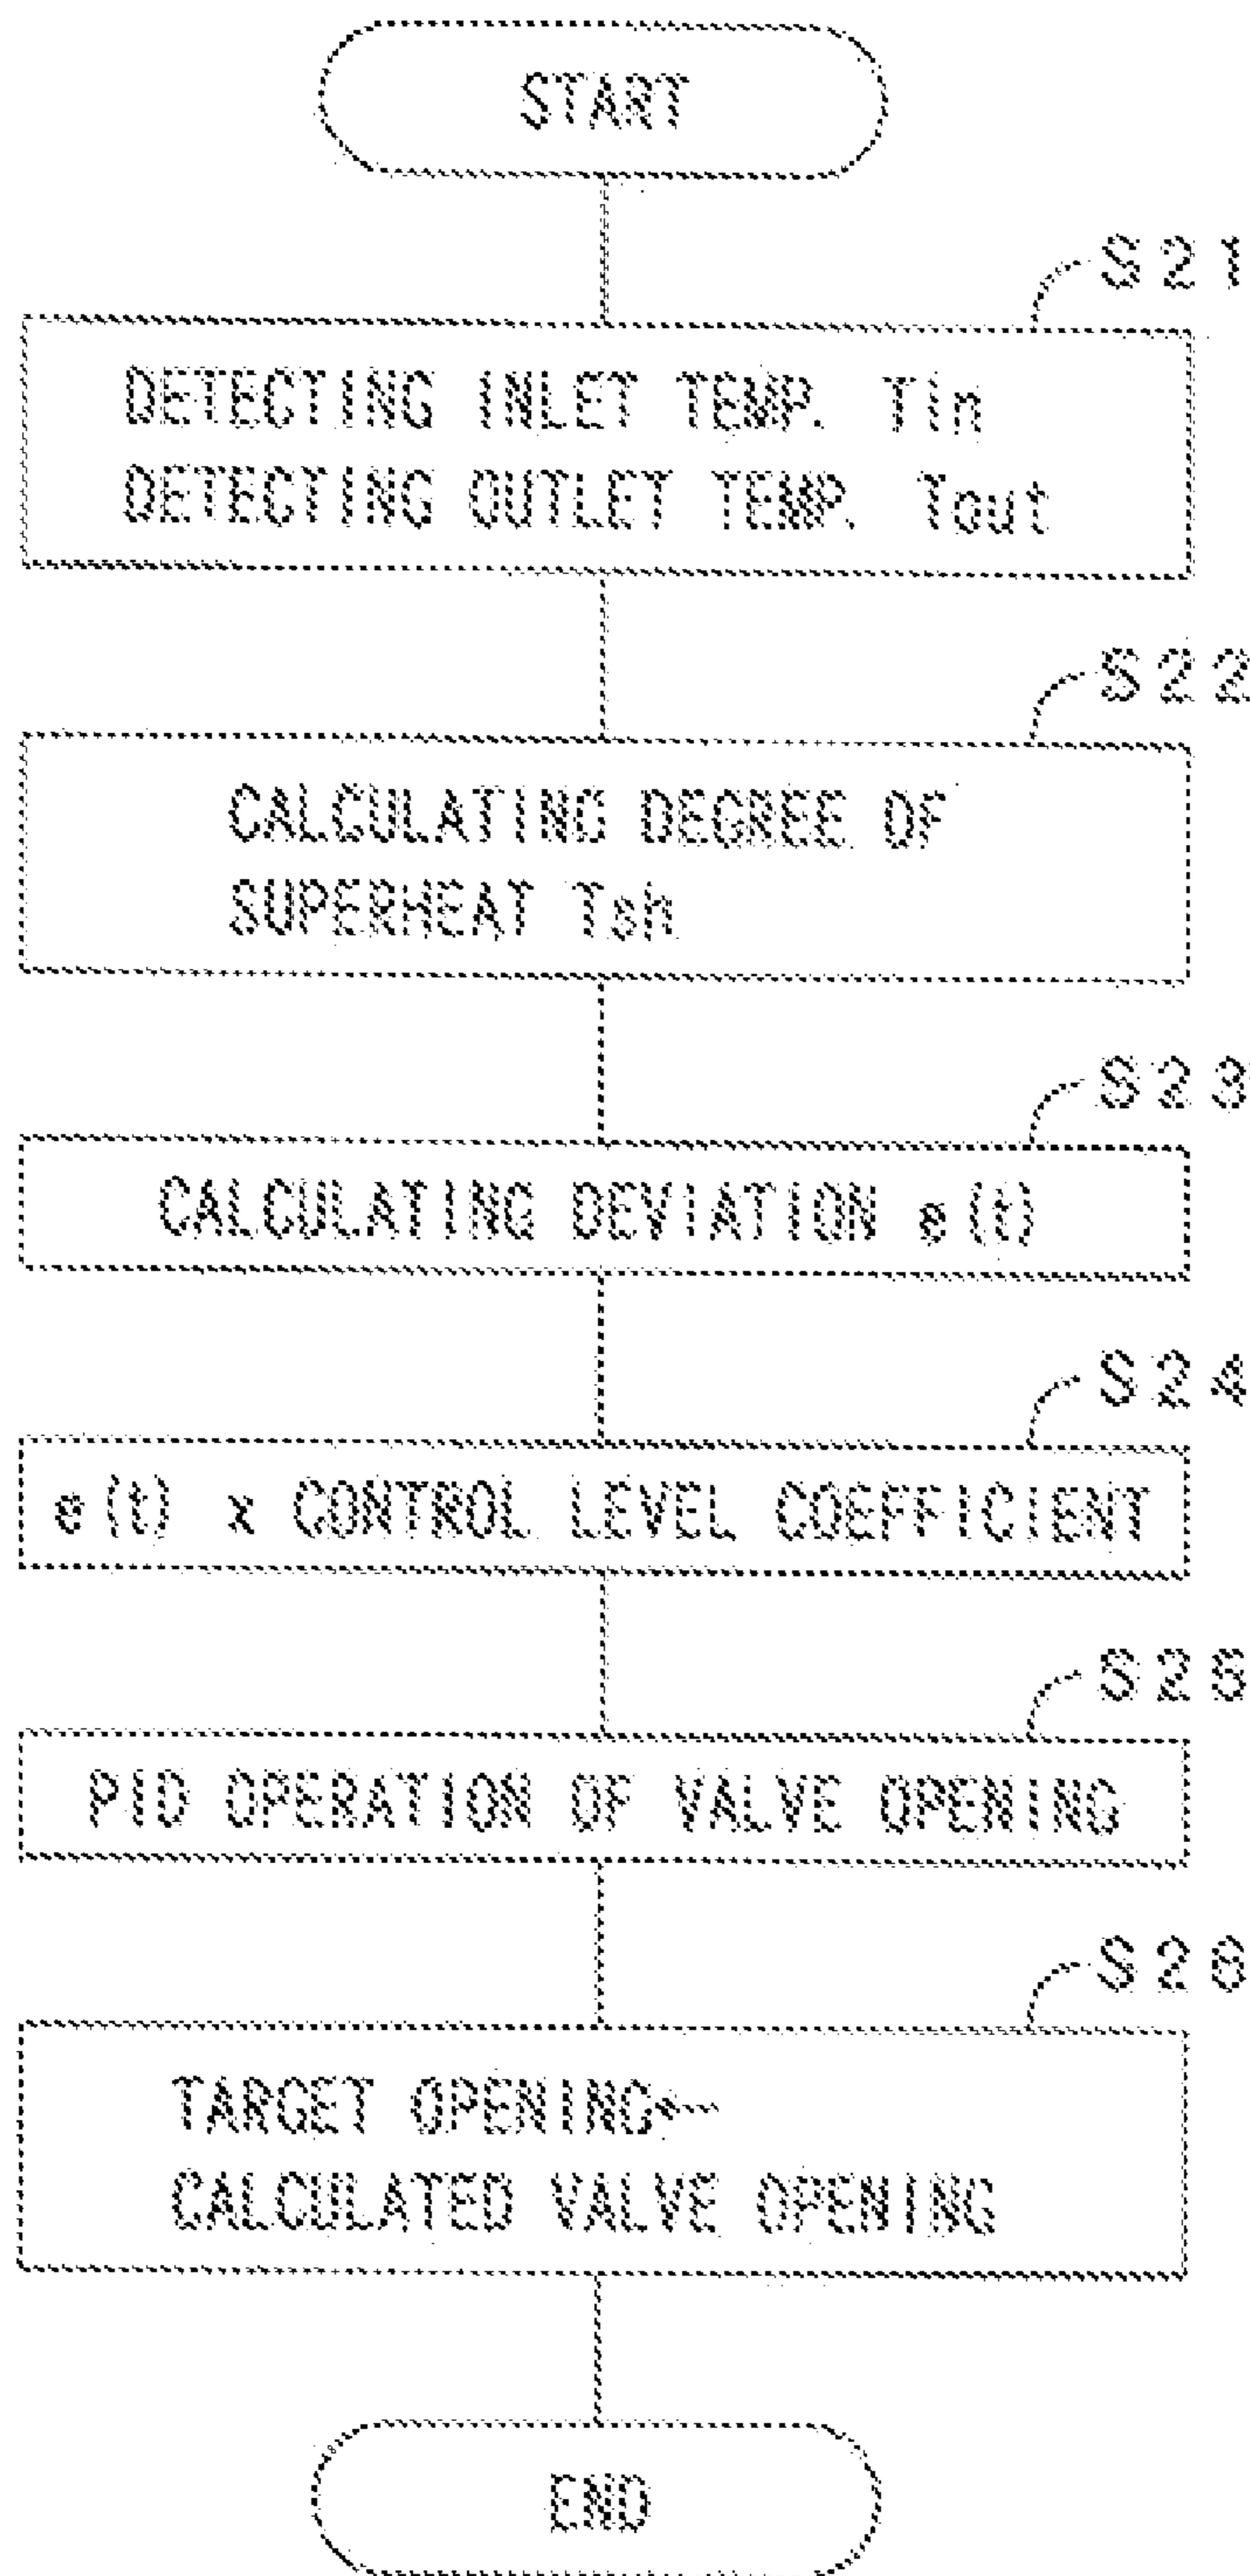 START
S21
DETECTING INLET TEMP. Tin
DETECTING OUTLET TEMP. Tout
S22
CALCULATING DEGREE OF
SUPERHEAT Tsh
S23
CALCULATING DEVIATION e(t)
S24
e(t) x CONTROL LEVEL COEFFICIENT
S25
PID OPERATION OF VALVE OPENING
S26
TARGET OPENING←
CALCULATED VALVE OPENING
END